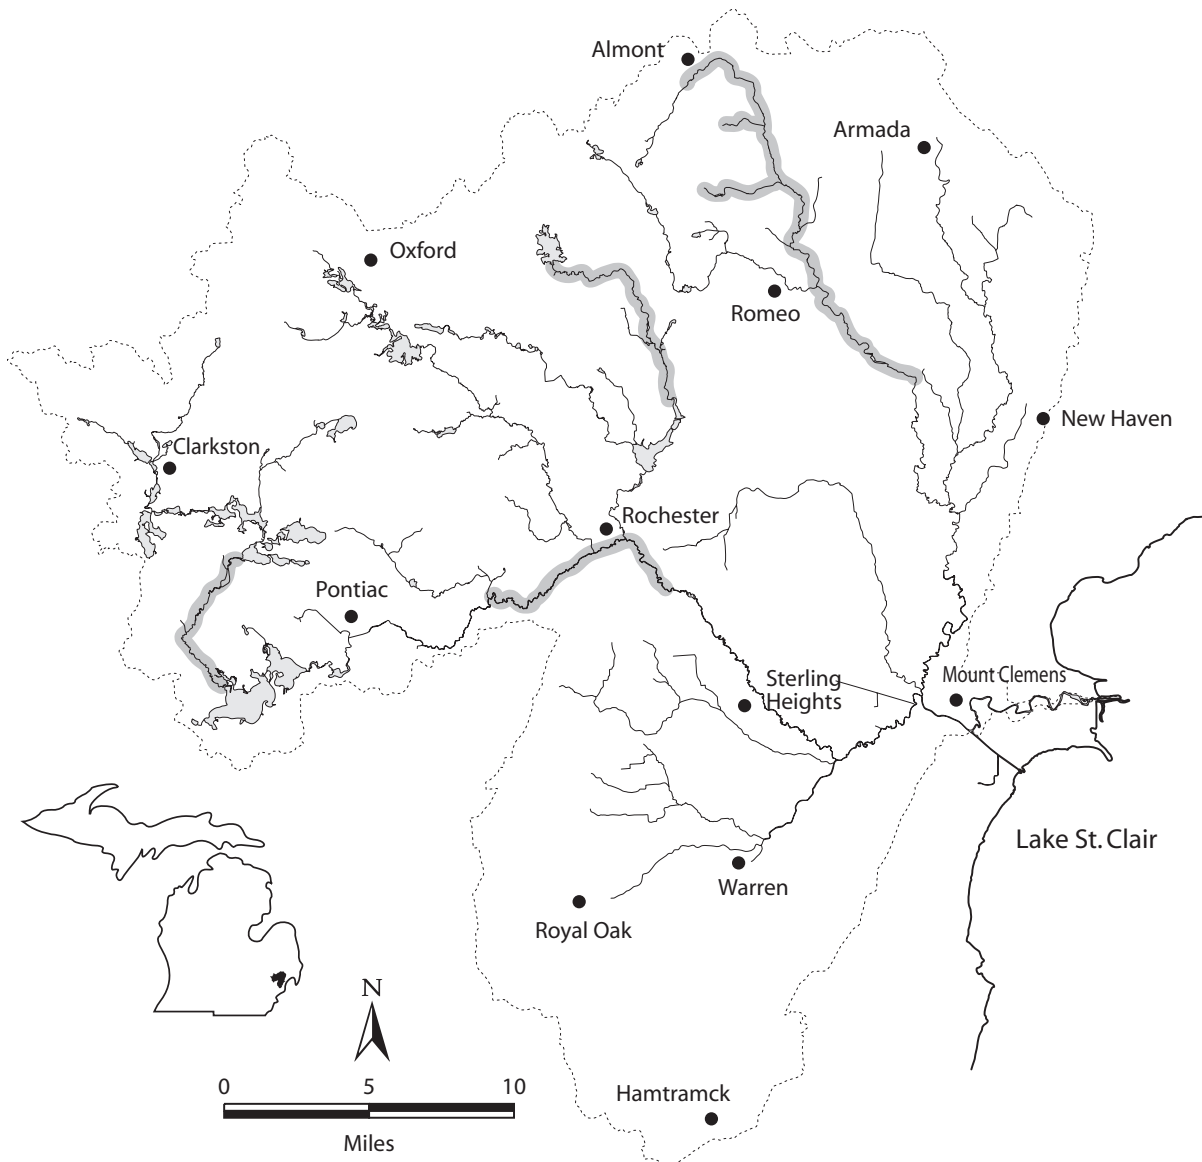 Almont
Armada
Oxford
Romeo
New Haven
Clarkston
Rochester
Pontiac
Mount Clemens
Sterling
Heights
Lake St. Clair
Warren
Royal Oak
N
0 5 10
Miles
Hamtramck